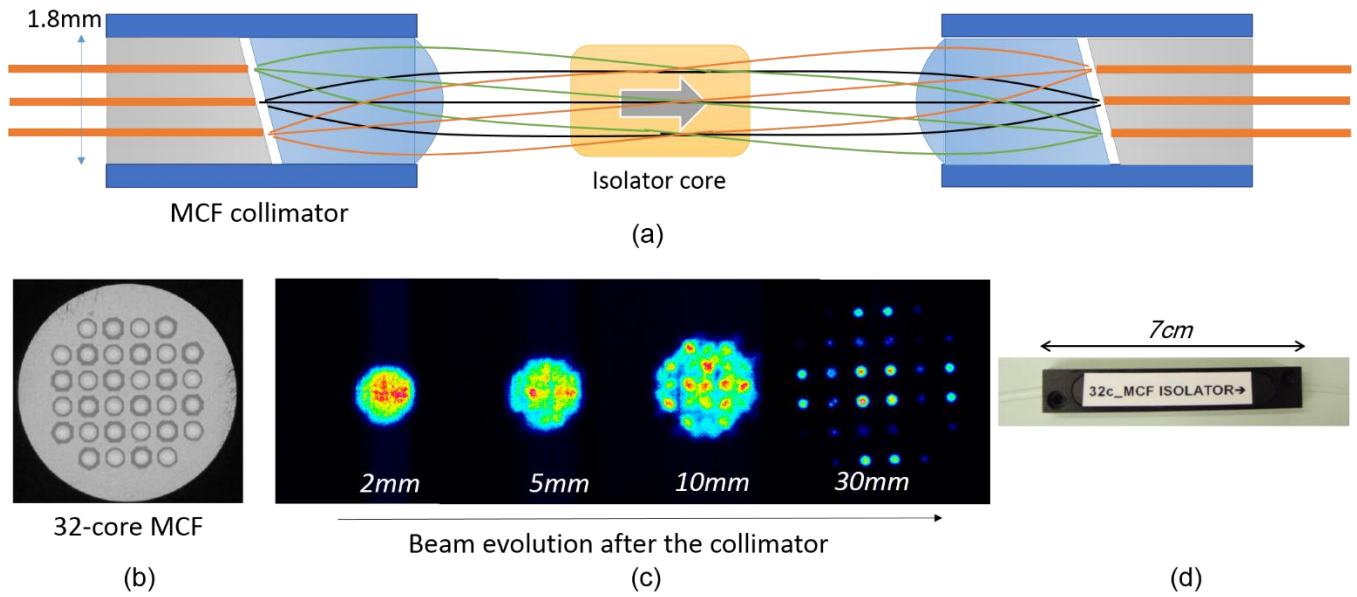 1.8mm
Isolator core
MCF collimator
(a)
2mm
5mm
10mm
30mm
7cm
32c_MCF ISOLATOR→
32-core MCF
Beam evolution after the collimator
(b)
(c)
(d)